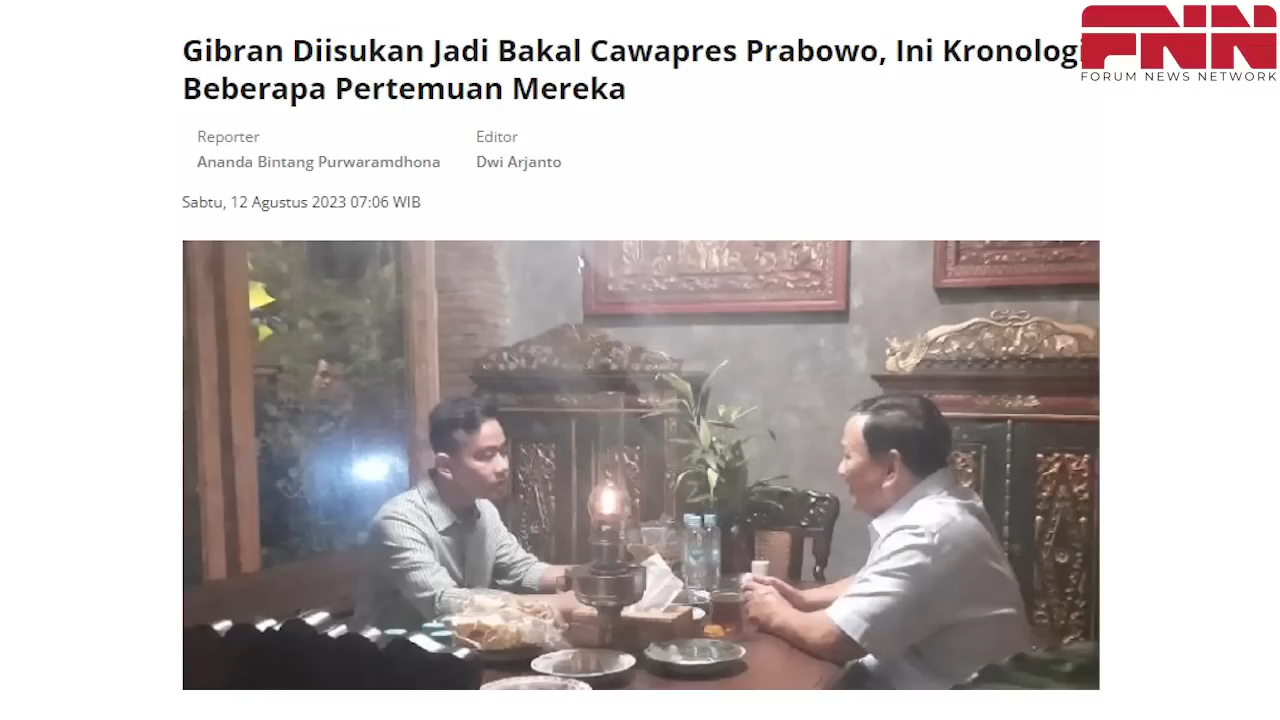 Gibran Diisukan Jadi Bakal Cawapres Prabowo, Ini Kronologi
Beberapa Pertemuan Mereka
FNN
FORUM NEWS NETWORK
Reporter
Editor
Ananda Bintang Purwaramdhona
Dwi Arjanto
Sabtu, 12 Agustus 2023 07:06 WIB